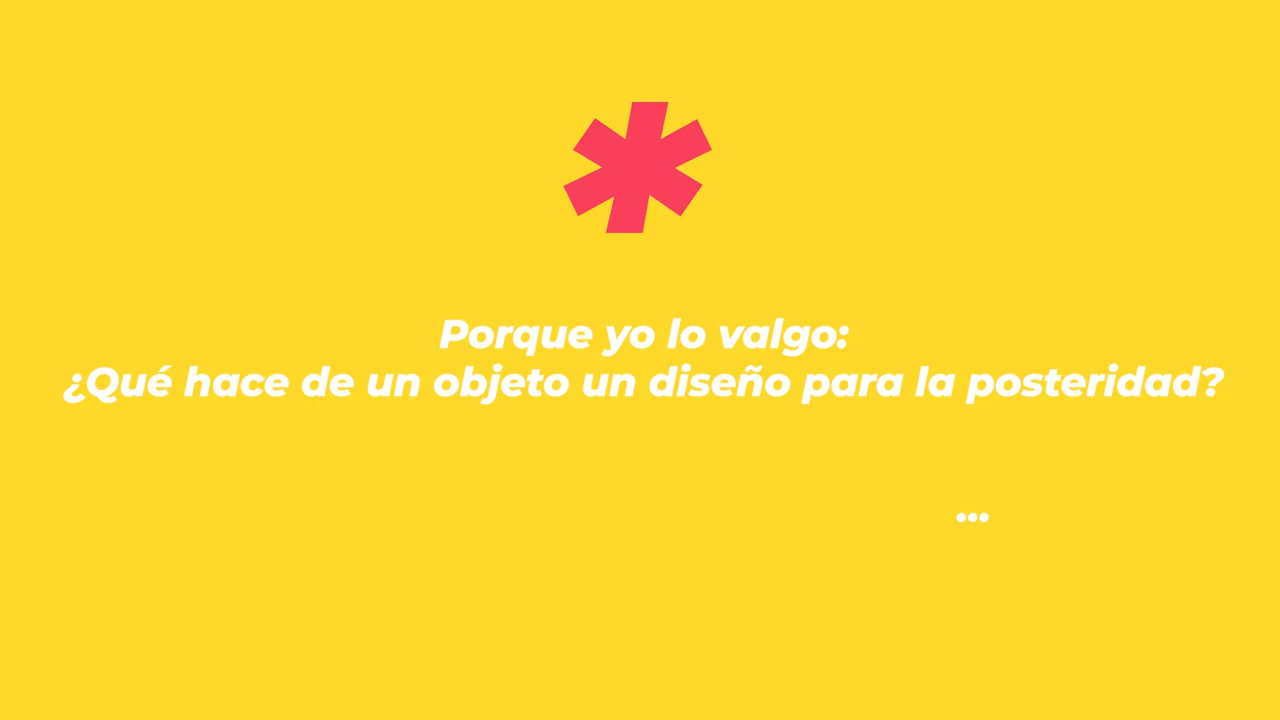 Porque yo lo valgo:
¿Qué hace de un objeto un diseño para la posteridad?
...